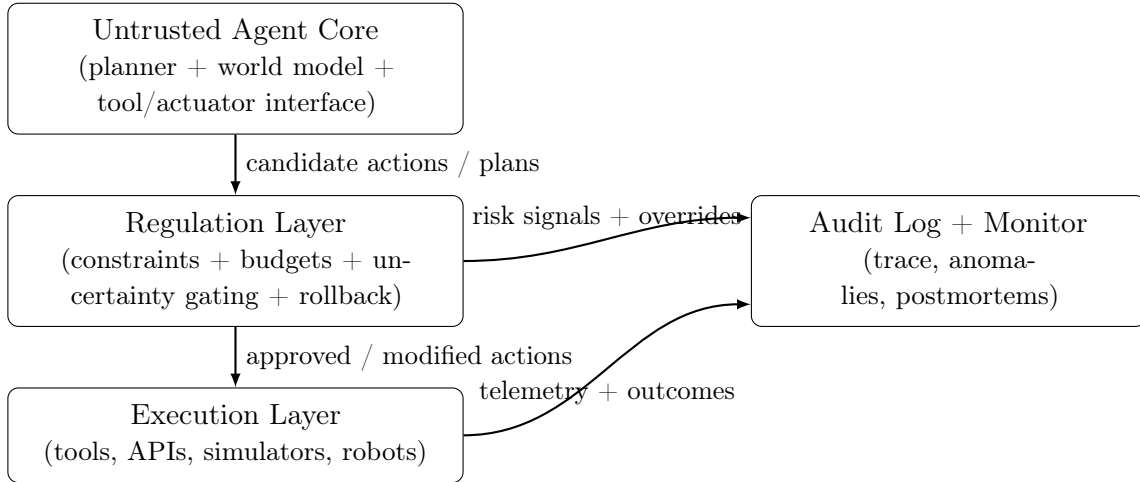 Untrusted Agent Core
(planner + world model +
tool/actuator interface)
candidate actions / plans
Regulation Layer
(constraints + budgets + un-
certainty gating + rollback)
risk signals + overrides
Audit Log + Monitor
(trace, anoma-
lies, postmortems)
approved / modified actions
telemetry + outcomes
Execution Layer
(tools, APIs, simulators, robots)